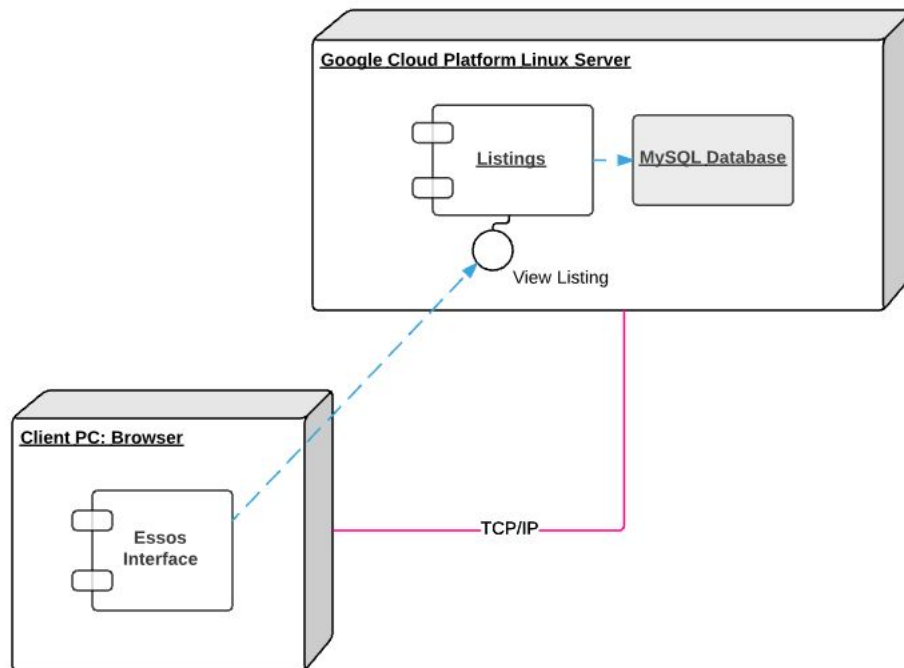 Google Cloud Platform Linux Server
Listings
MySQL Database
View Listing
Client PC: Browser
Essos
Interface
TCP/IP